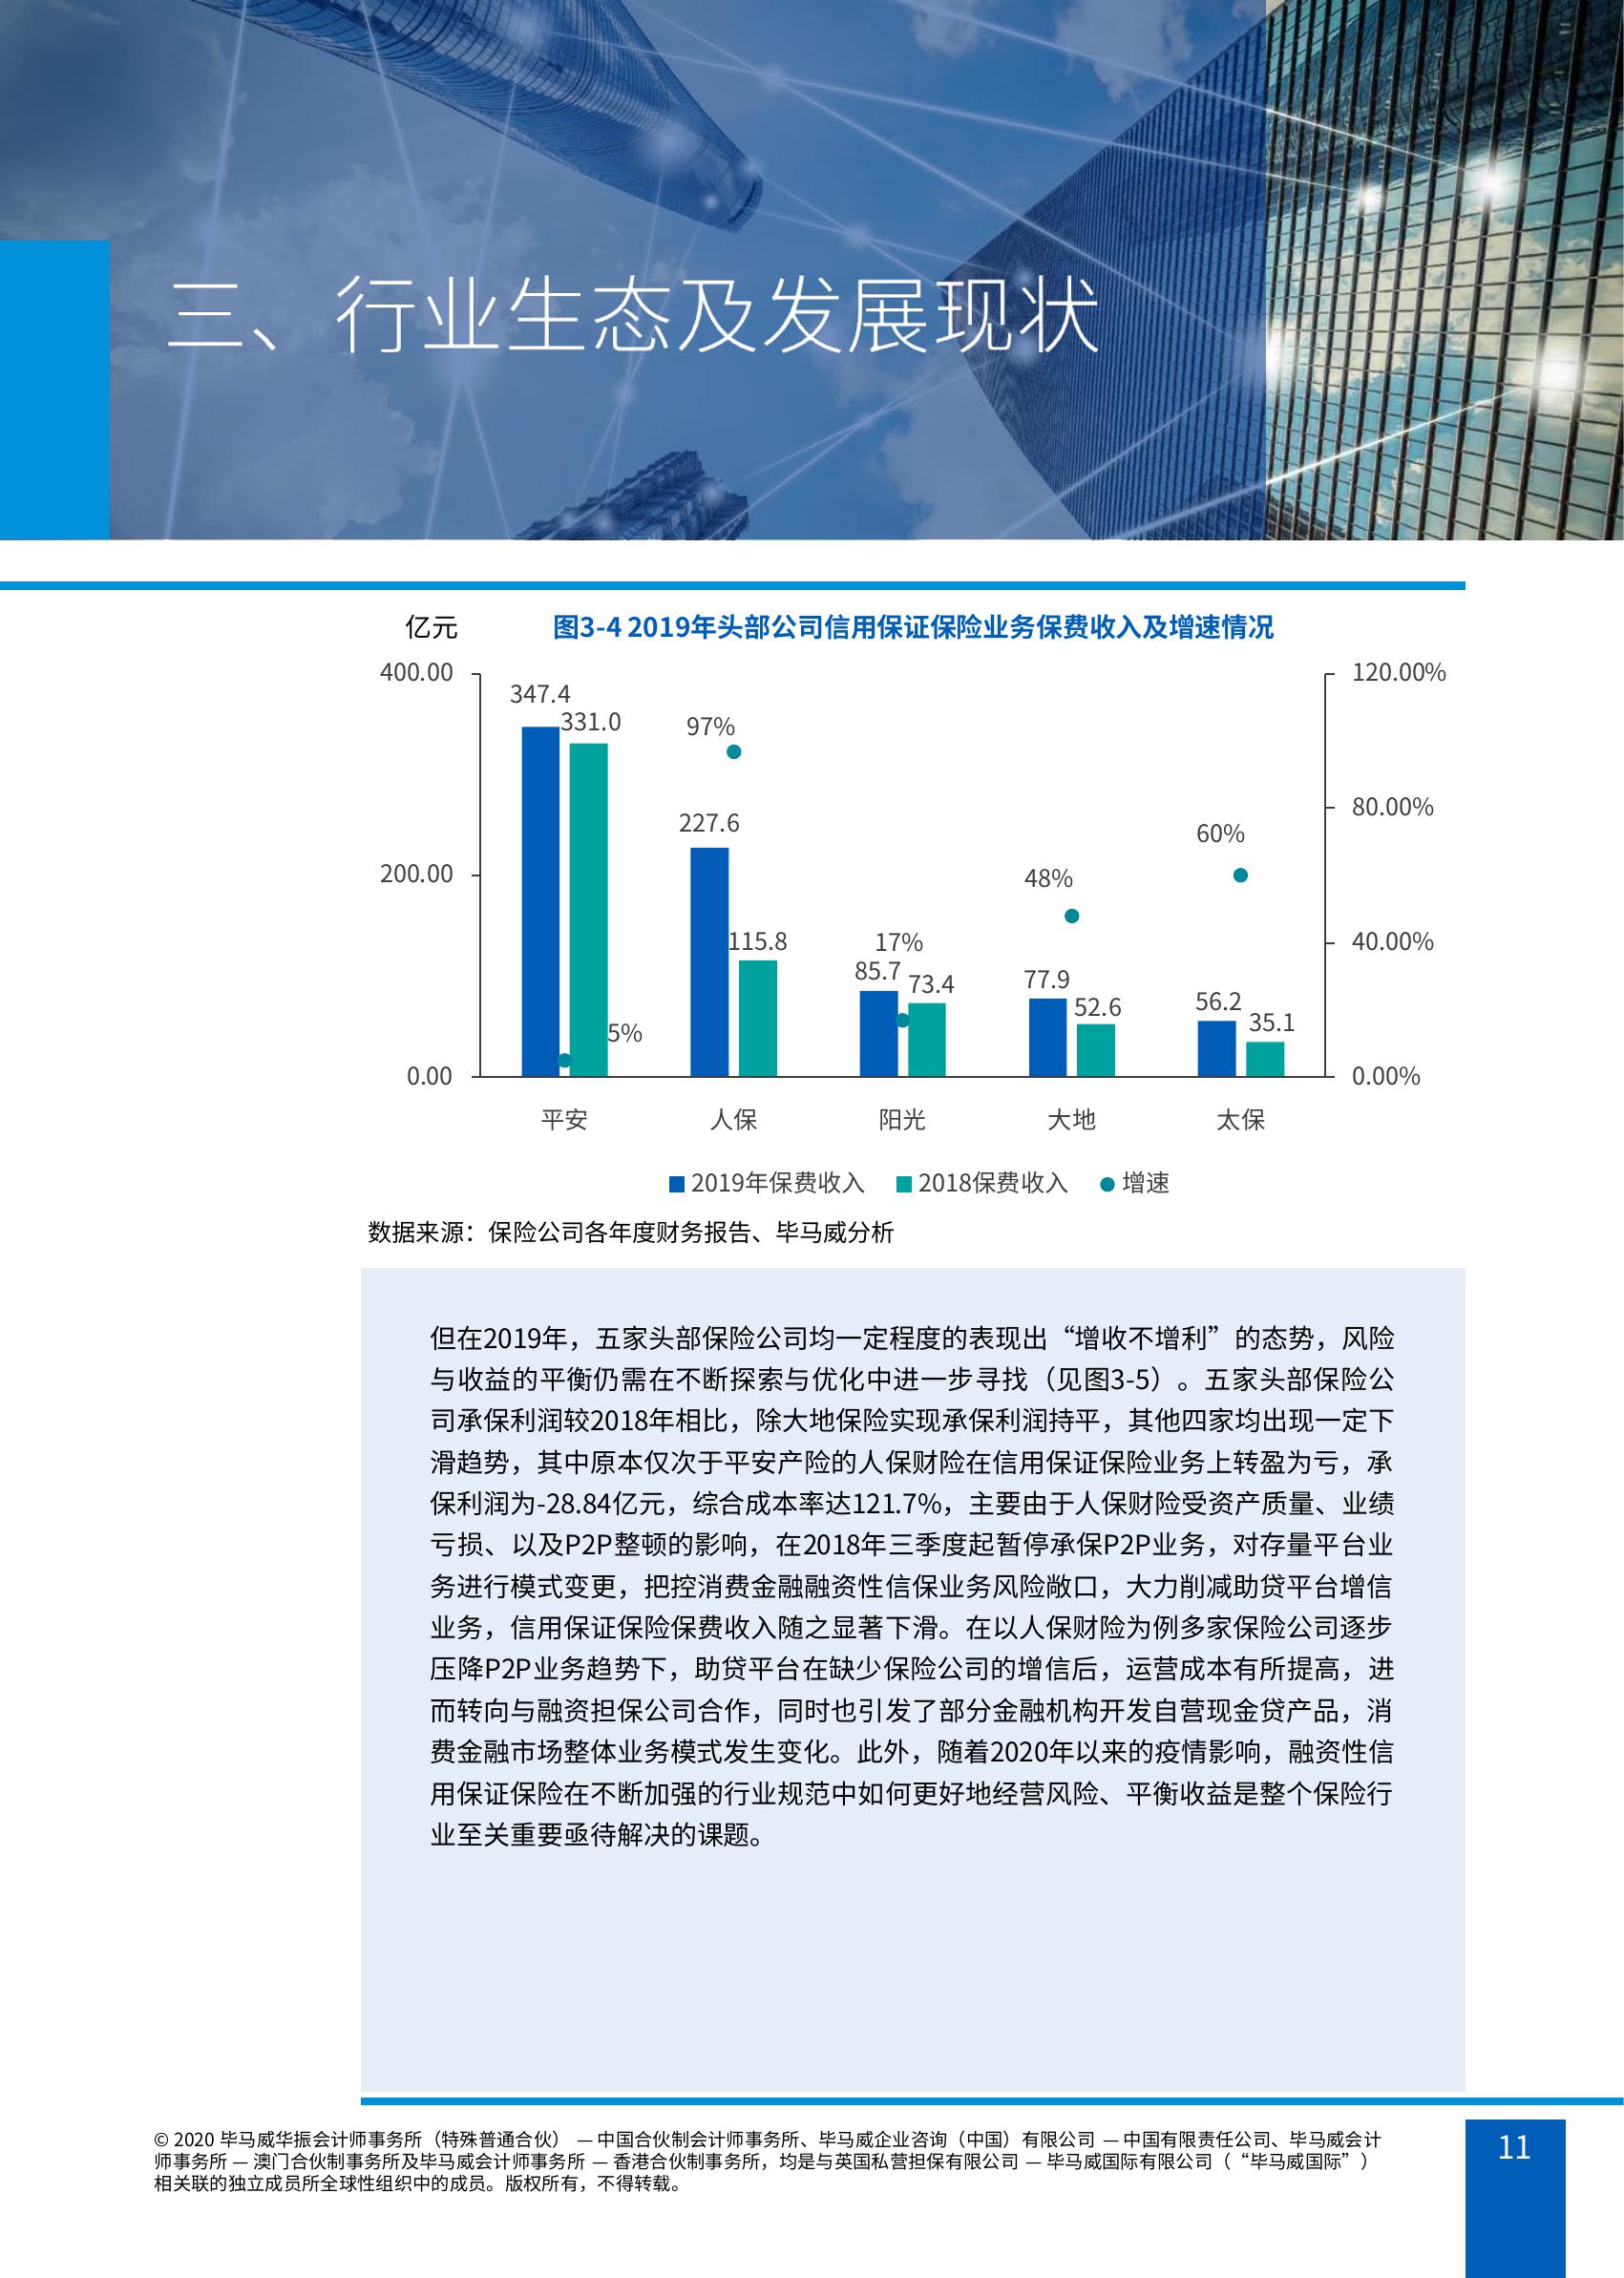 三、行业生态及发展现状
亿元
图3-4 2019年头部公司信用保证保险业务保费收入及增速情况
400.00
200.00
0.00
120.00%
80.00%
40.00%
0.00%
347.4
331.0
5%
97%
227.6
115.8
17%
85.7
73.4
48%
77.9
52.6
60%
56.2
35.1
平安
人保
阳光
大地
太保
2019年保费收入
2018保费收入
增速
数据来源：保险公司各年度财务报告、毕马威分析
但在2019年，五家头部保险公司均一定程度的表现出“增收不增利”的态势，风险
与收益的平衡仍需在不断探索与优化中进一步寻找（见图3-5）。五家头部保险公
司承保利润较2018年相比，除大地保险实现承保利润持平，其他四家均出现一定下
滑趋势，其中原本仅次于平安产险的人保财险在信用保证保险业务上转盈为亏，承
保利润为-28.84亿元，综合成本率达121.7%，主要由于人保财险受资产质量、业绩
亏损、以及P2P整顿的影响，在2018年三季度起暂停承保P2P业务，对存量平台业
务进行模式变更，把控消费金融融资性信保业务风险敞口，大力削减助贷平台增信
业务，信用保证保险保费收入随之显著下滑。在以人保财险为例多家保险公司逐步
压降P2P业务趋势下，助贷平台在缺少保险公司的增信后，运营成本有所提高，进
而转向与融资担保公司合作，同时也引发了部分金融机构开发自营现金贷产品，消
费金融市场整体业务模式发生变化。此外，随着2020年以来的疫情影响，融资性信
用保证保险在不断加强的行业规范中如何更好地经营风险、平衡收益是整个保险行
业至关重要亟待解决的课题。
© 2020 毕马威华振会计师事务所（特殊普通合伙） — 中国合伙制会计师事务所、毕马威企业咨询（中国）有限公司 — 中国有限责任公司、毕马威会计
师事务所 — 澳门合伙制事务所及毕马威会计师事务所 — 香港合伙制事务所，均是与英国私营担保有限公司 — 毕马威国际有限公司（“毕马威国际”）
相关联的独立成员所全球性组织中的成员。版权所有，不得转载。
11